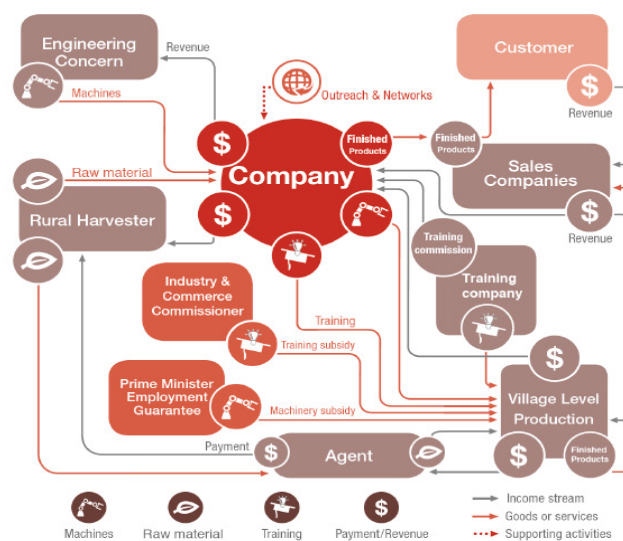 Engineering
Concern
Revenue
Machines
Outreach & Networks
Customer
Revenue
Finished
Products
Finished
Products
Company
Raw material
Rural Harvester
Sales
Companies
Revenue
Training
commission
Training
company
Industry &
Commerce
Commissioner
Training
Training subsidy
Prime Minister
Employment
Guarantee
Machinery subsidy
Village Level
Production
Payment
Agent
Finished
Products
Machines
Raw material
Training
Payment/Revenue
Income stream
Goods or services
Supporting activities
$
$
$
$
$
$
$
$